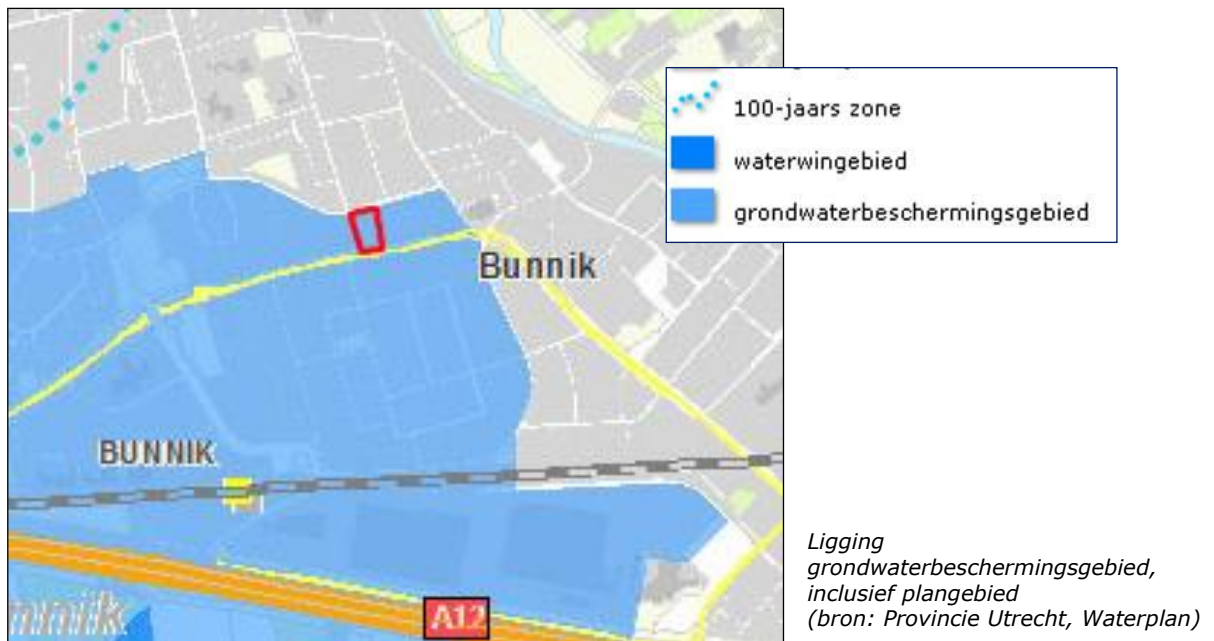 100-jaars zone
waterwingebied
grondwaterbeschermingsgebied
Bunnik
BUNNIK
A12
Ligging
grondwaterbeschermingsgebied,
inclusief plangebied
(bron: Provincie Utrecht, Waterplan)